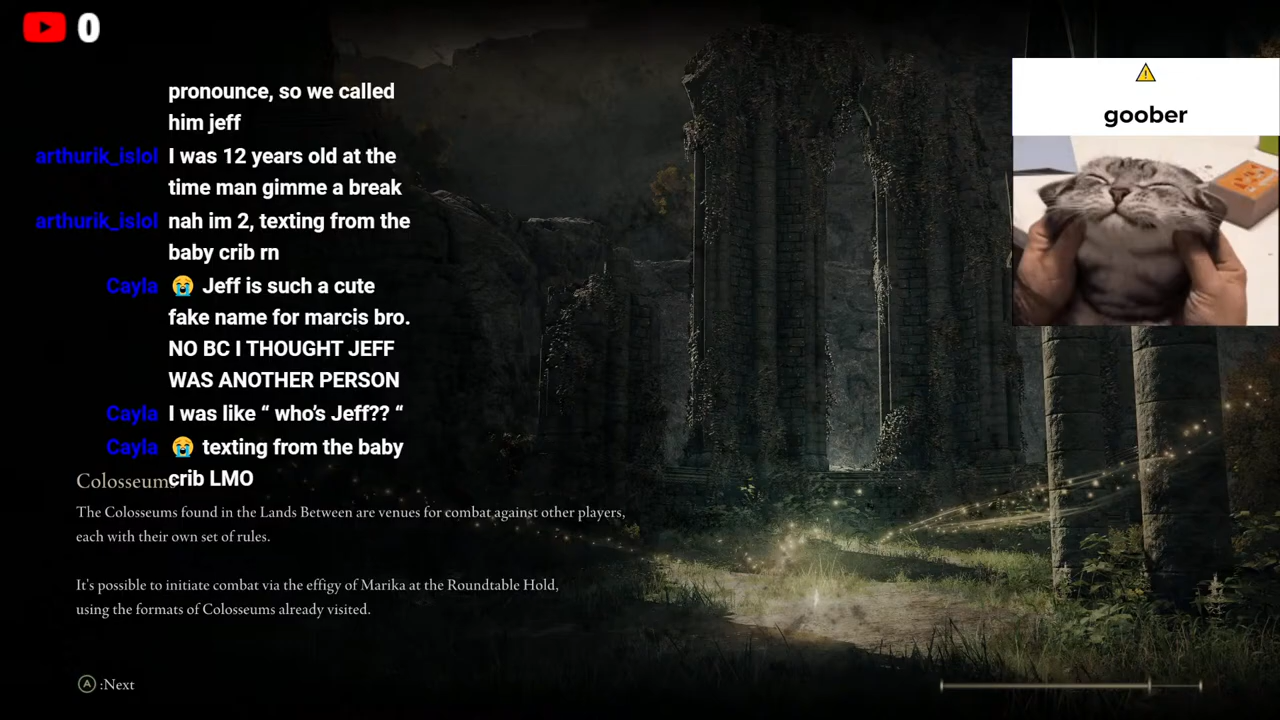 0
pronounce, so we called
him jeff
arthurik_islol I was 12 years old at the
time man gimme a break
arthurik_islol nah im 2, texting from the
baby crib rn
Cayla 😭 Jeff is such a cute
fake name for marcis bro.
NO BC I THOUGHT JEFF
WAS ANOTHER PERSON
Cayla I was like “ who’s Jeff?? “
Cayla 😭 texting from the baby
crib LMO
goober
Colosseums
The Colosseums found in the Lands Between are venues for combat against other players,
each with their own set of rules.
It's possible to initiate combat via the effigy of Marika at the Roundtable Hold,
using the formats of Colosseums already visited.
A :Next